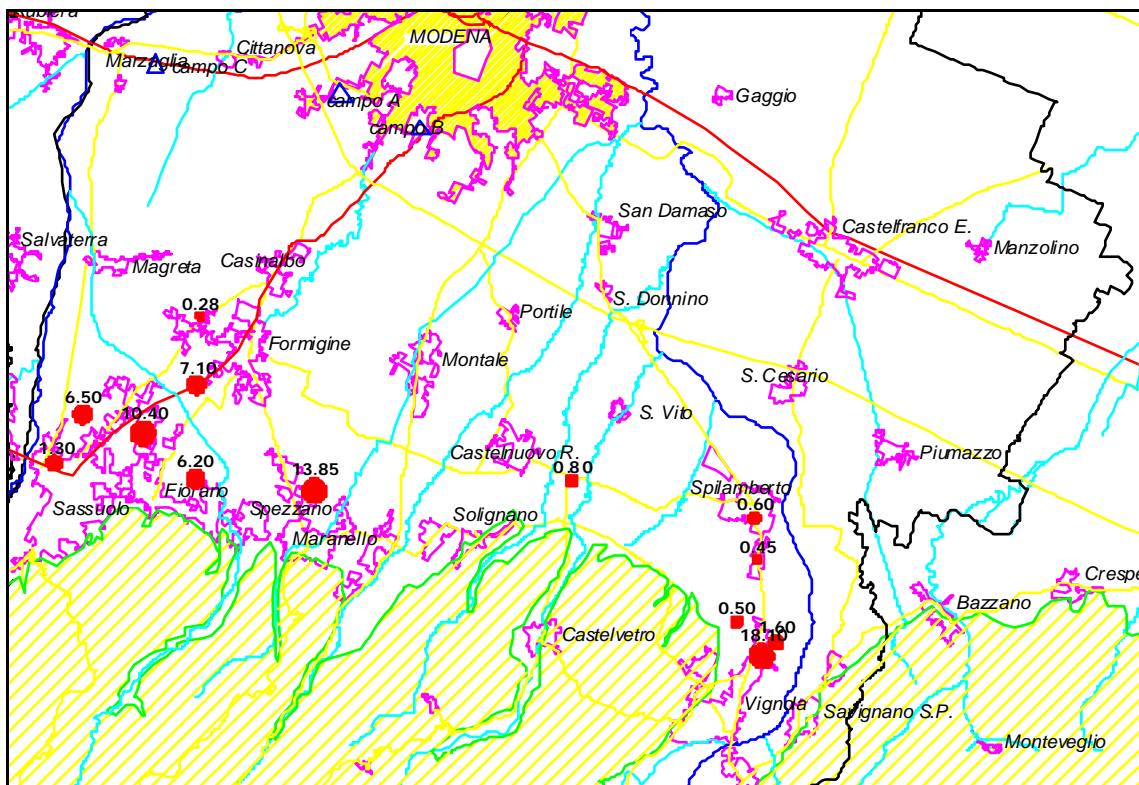 Rubiera
MODENA
Cittanova
Marzaglia
campo C
campo A
Gaggio
campo B
San Damaso
Castelfranco E.
Salvaterra
Manzolino
Casinalbo
Magreta
S. Donnino
0.28
Portile
Formigine
Montale
7.10
S. Cesario
6.50
10.40
S. Vito
1.30
Castelnuovo R.
Piumazzo
6.20
13.85
0.80
Fiorano
Spilamberto
Sassuolo
Spezzano
Solignano
0.60
Maranello
0.45
Crespe
Bazzano
0.50
1.60
Castelvetro
18.10
Vignola
Savignano S.P.
Monteveglio